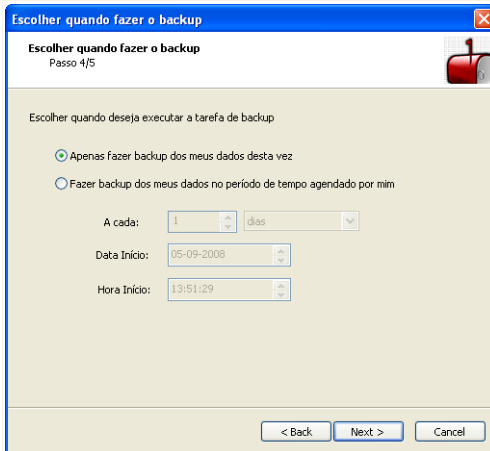 Escolher quando fazer o backup
Escolher quando fazer o backup
Passo 4/5
Escolher quando deseja executar a tarefa de backup
Apenas fazer backup dos meus dados desta vez
Fazer backup dos meus dados no período de tempo agendado por mim
A cada: 1 dias
Data Início: 05-09-2008
Hora Início: 13:51:29
< Back Next > Cancel